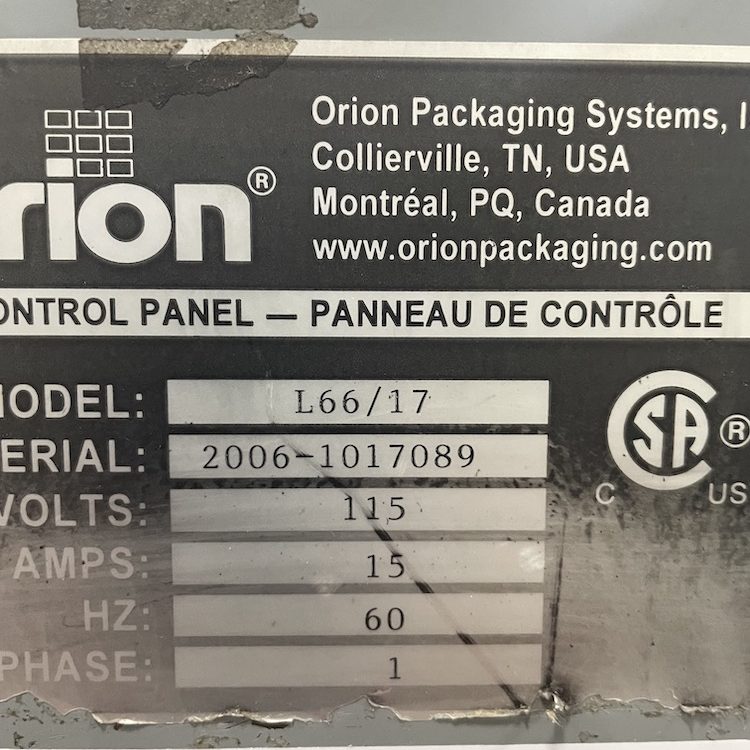 Orion Packaging Systems, I
Collierville, TN, USA
Montréal, PQ, Canada
www.orionpackaging.com
rion®
ONTROL PANEL — PANNEAU DE CONTRÔLE
MODEL: L66/17
ERIAL: 2006-1017089
VOLTS: 115
AMPS: 15
HZ: 60
PHASE: 1
C SA ® US